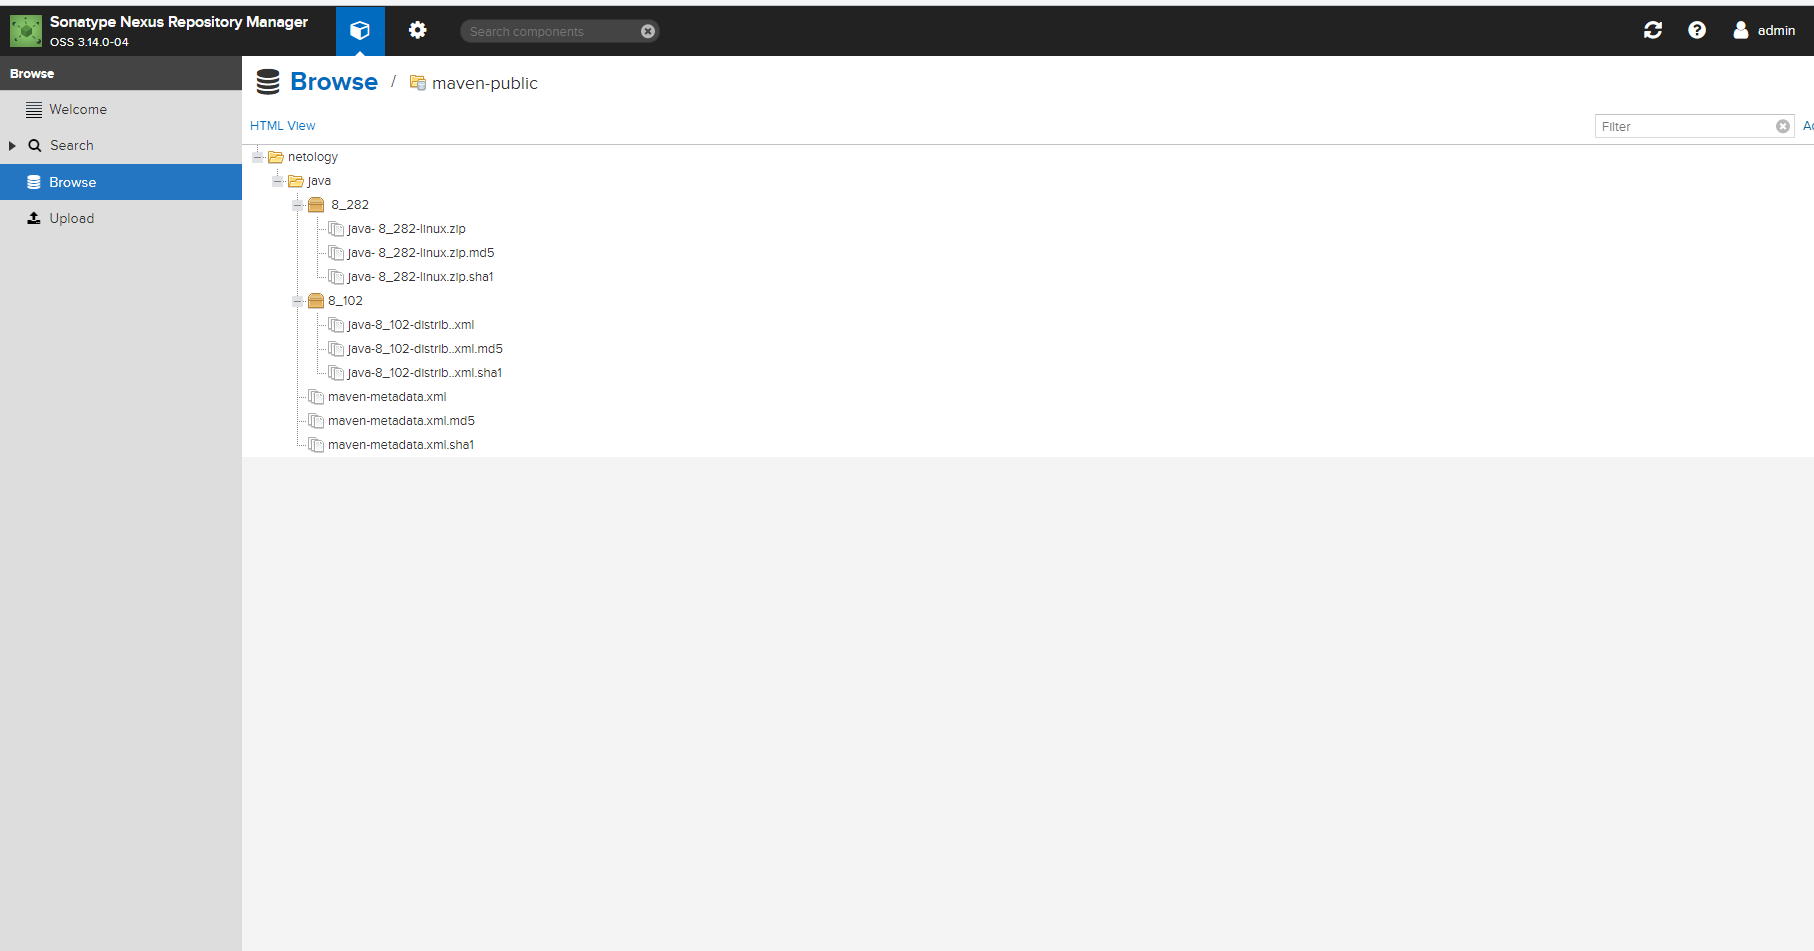 Sonatype Nexus Repository Manager
OSS 3.14.0-04
Search components
admin
Browse
Welcome
Search
Browse
Upload
Browse / maven-public
HTML View
Filter
netology
java
8_282
java- 8_282-linux.zip
java- 8_282-linux.zip.md5
java- 8_282-linux.zip.sha1
8_102
java-8_102-distrib..xml
java-8_102-distrib..xml.md5
java-8_102-distrib..xml.sha1
maven-metadata.xml
maven-metadata.xml.md5
maven-metadata.xml.sha1